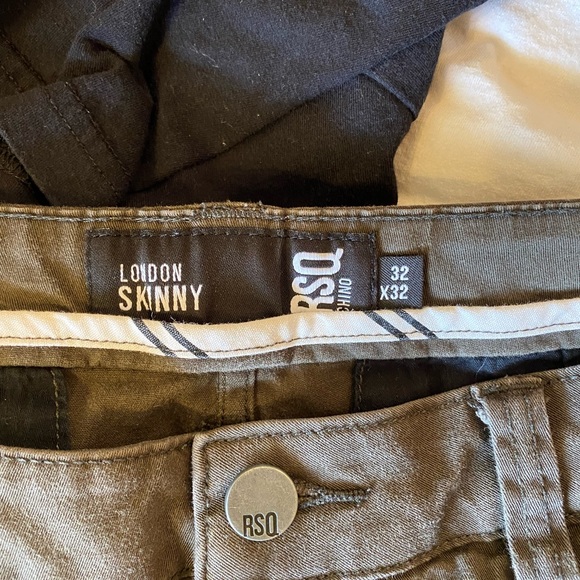 LONDON
SKINNY
RSQ
CHINO
32
X32
RSQ